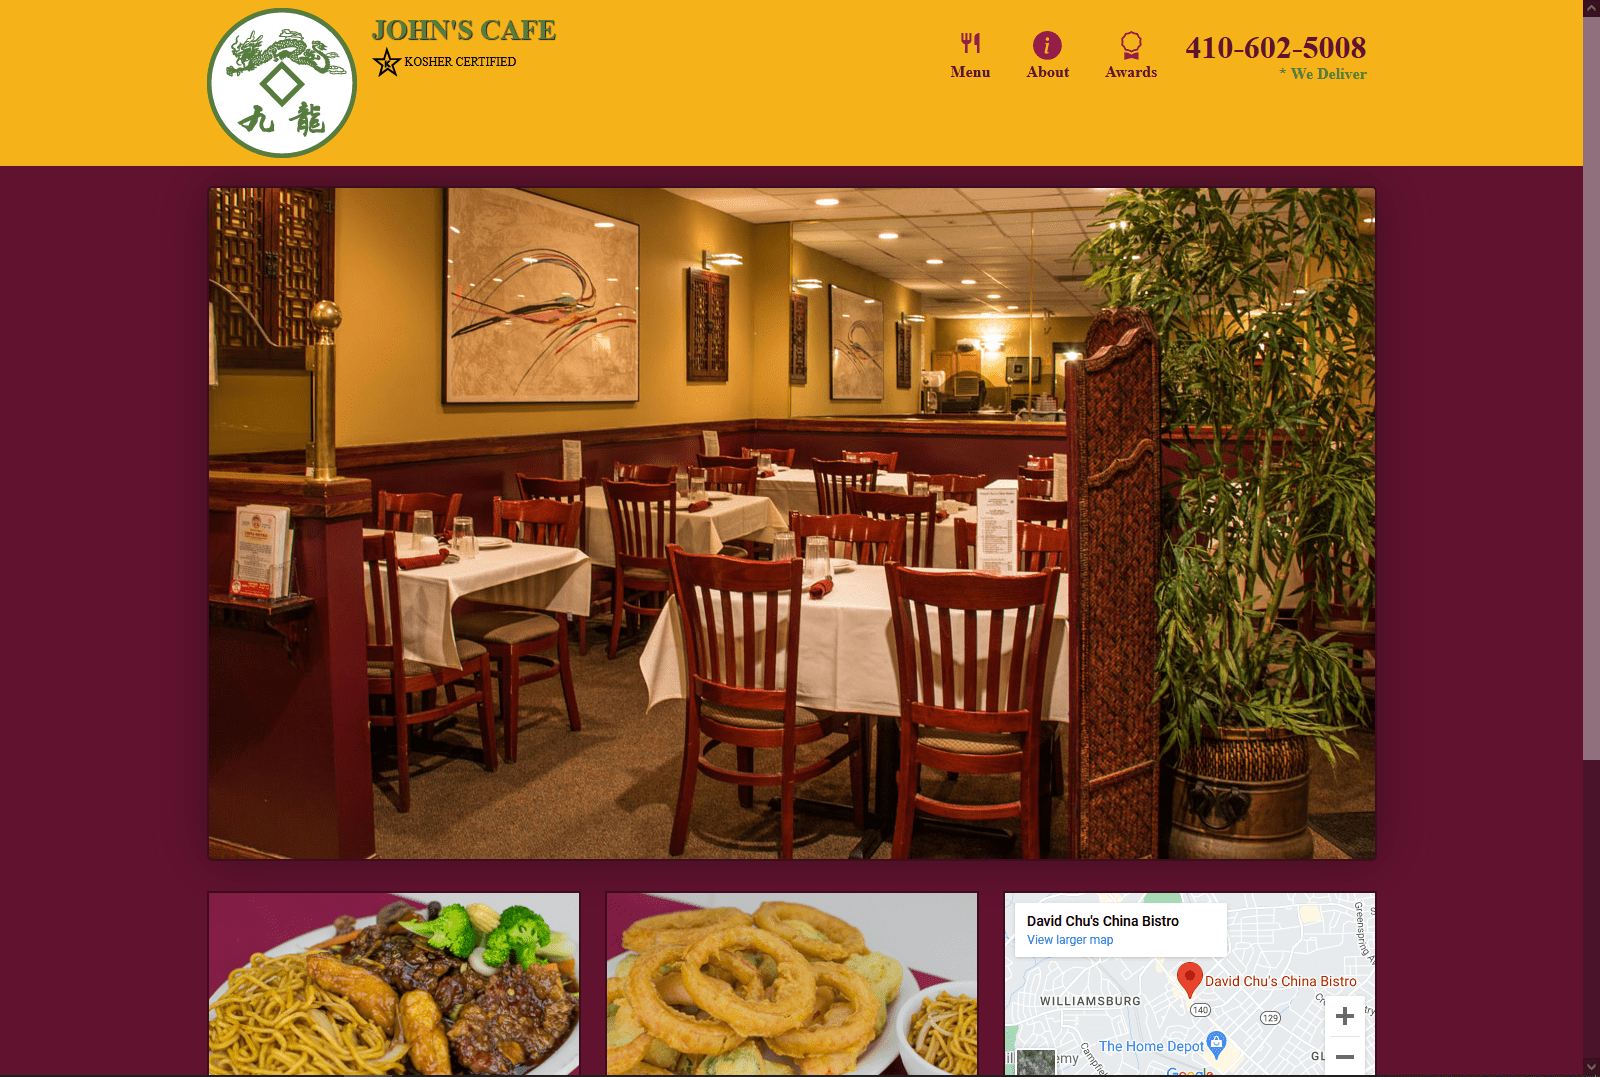 九 龍
JOHN'S CAFE
K KOSHER CERTIFIED
Menu
About
Awards
410-602-5008
* We Deliver
David Chu's China Bistro
View larger map
David Chu's China Bistro
WILLIAMSBURG
140
129
The Home Depot
Google